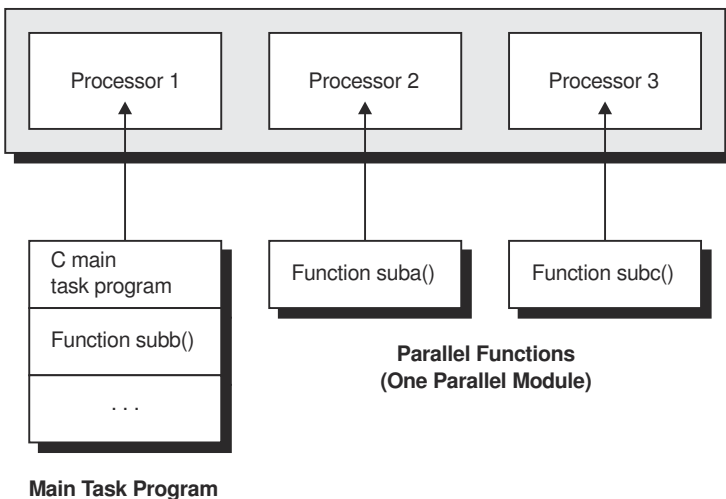 Processor 1
Processor 2
Processor 3
C main
task program
Function subb()
. . .
Function suba()
Function subc()
Parallel Functions
(One Parallel Module)
Main Task Program